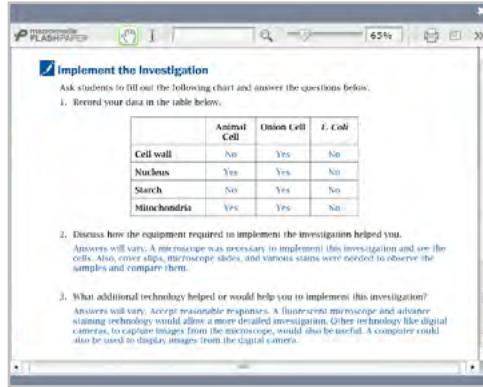 macromedia
FLASHPAPER
65%
Implement the Investigation
Ask students to fill out the following chart and answer the questions below.
1. Record your data in the table below.
Animal Cell Onion Cell E. Coli
Cell wall No Yes No
Nucleus Yes Yes No
Starch No Yes No
Mitochondria Yes Yes No
2. Discuss how the equipment required to implement the investigation helped you.
Answers will vary. A microscope was necessary to implement this investigation and see the
cells. Also, cover slips, microscope slides, and various stains were needed to observe the
samples and compare them.
3. What additional technology helped or would help you to implement this investigation?
Answers will vary. Accept reasonable responses. A fluorescent microscope and advance
staining technology would allow a more detailed investigation. Other technology like digital
cameras, to capture images from the microscope, would also be useful. A computer could
also be used to display images from the digital camera.